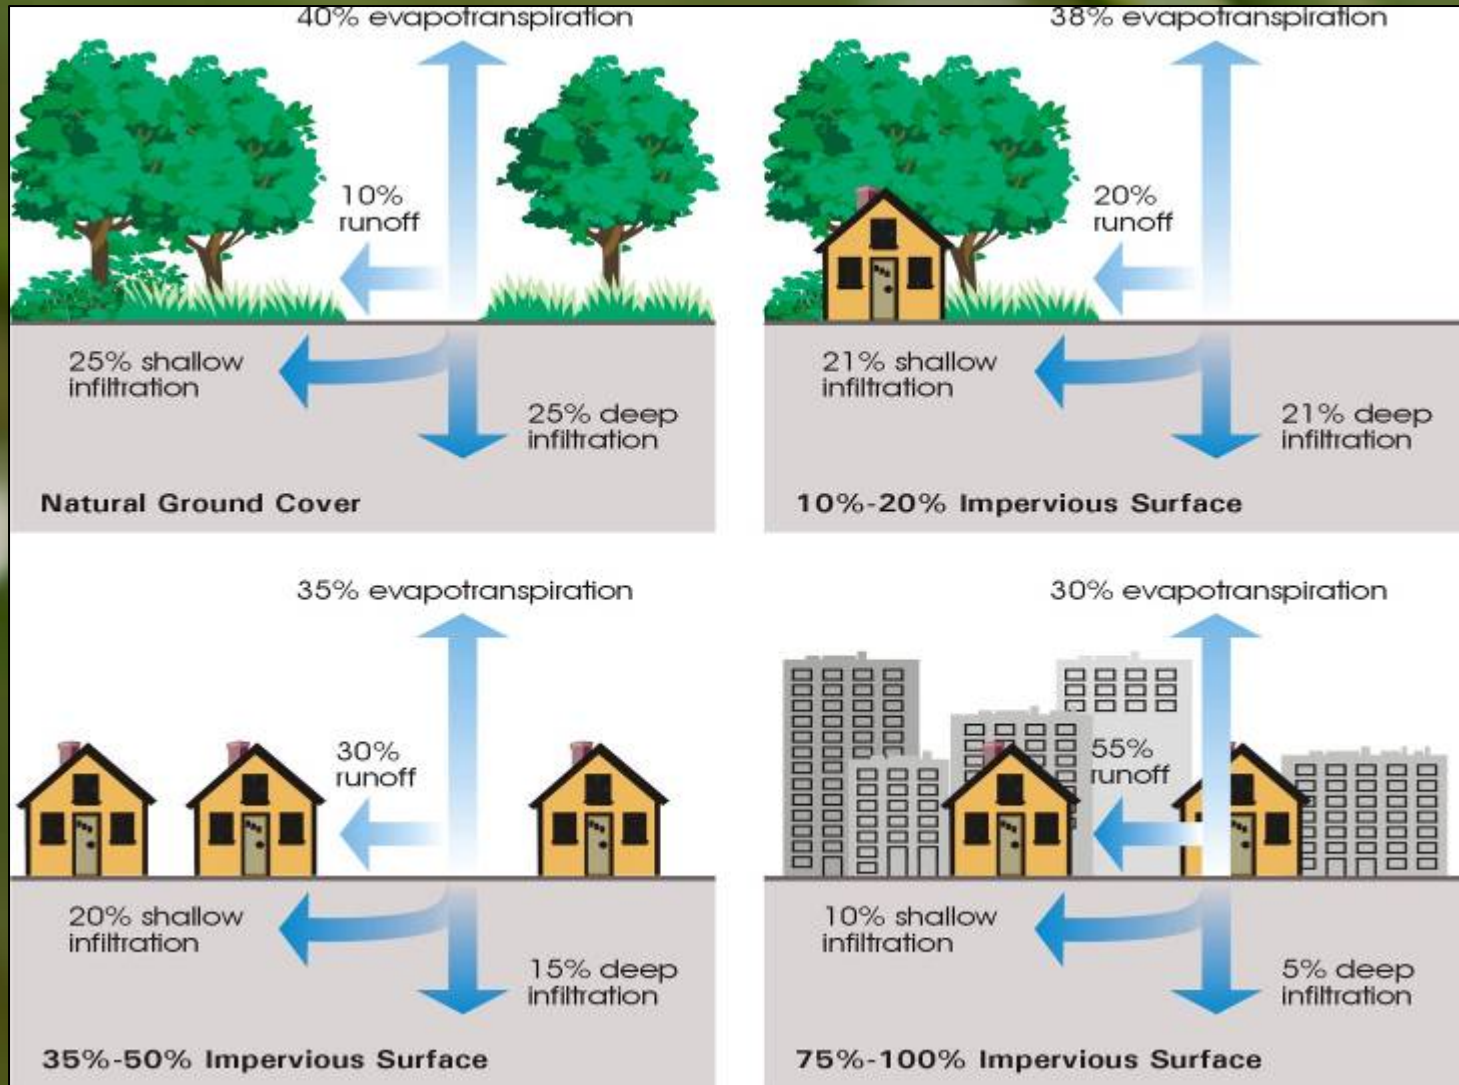 40% evapotranspiration
10%
runoff
25% shallow
infiltration
25% deep
infiltration
Natural Ground Cover
38% evapotranspiration
20%
runoff
21% shallow
infiltration
21% deep
infiltration
10%-20% Impervious Surface
35% evapotranspiration
30%
runoff
20% shallow
infiltration
15% deep
infiltration
35%-50% Impervious Surface
30% evapotranspiration
55%
runoff
10% shallow
infiltration
5% deep
infiltration
75%-100% Impervious Surface